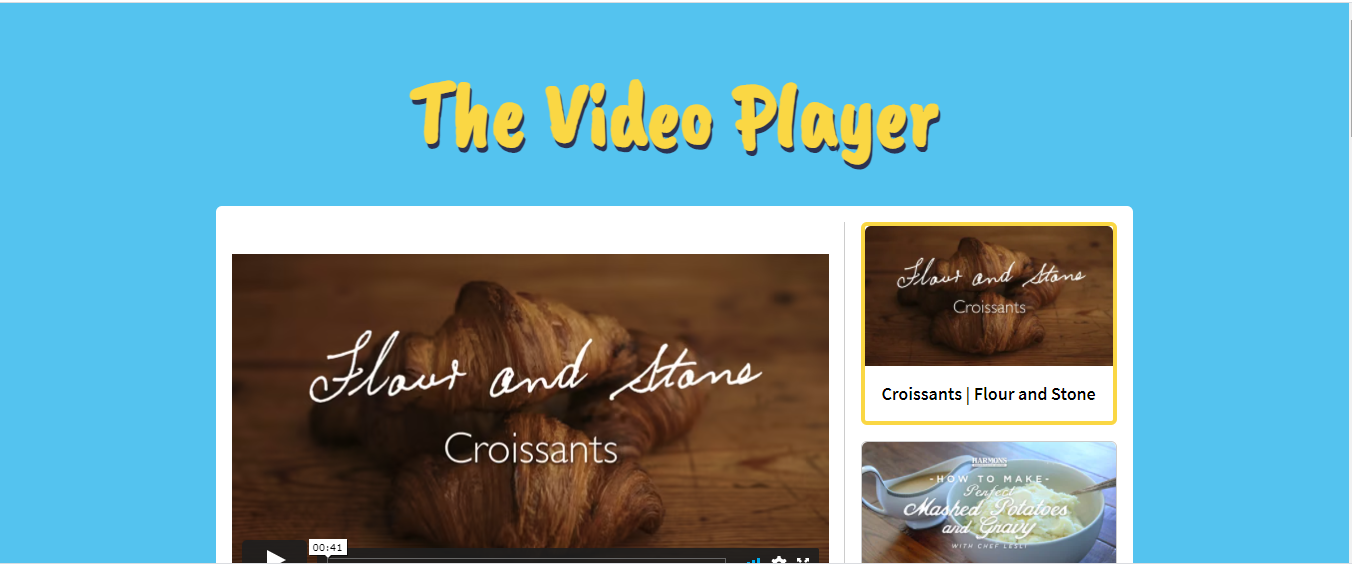 The Video Player
Flour and Stone
Croissants
00:41
Flour and Stone
Croissants
Croissants | Flour and Stone
HARMONS
-HOW TO MAKE-
Perfect
Mashed Potatoes
and Gravy
WITH CHEF LESLI